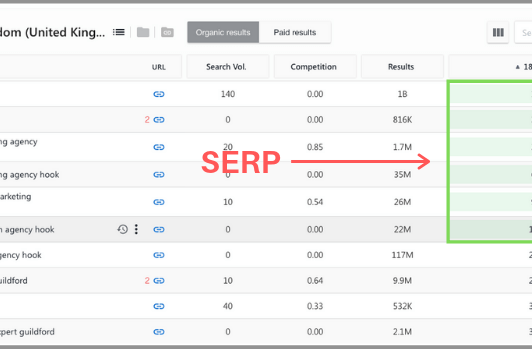 dom (United King...
Organic results Paid results
Se
URL Search Vol. Competition Results ▲ 18
140 0.00 1B
2 0 0.00 816K
ng agency 20 0.85 1.7M
SERP
ng agency hook 0 0.00 35M
arketing 10 0.54 26M
n agency hook 0 0.00 22M 1
gency hook 0 0.00 117M 2
uildford 2 10 0.64 9.9M 2
40 0.33 532K 3
xpert guildford 0 0.00 2.1M 3